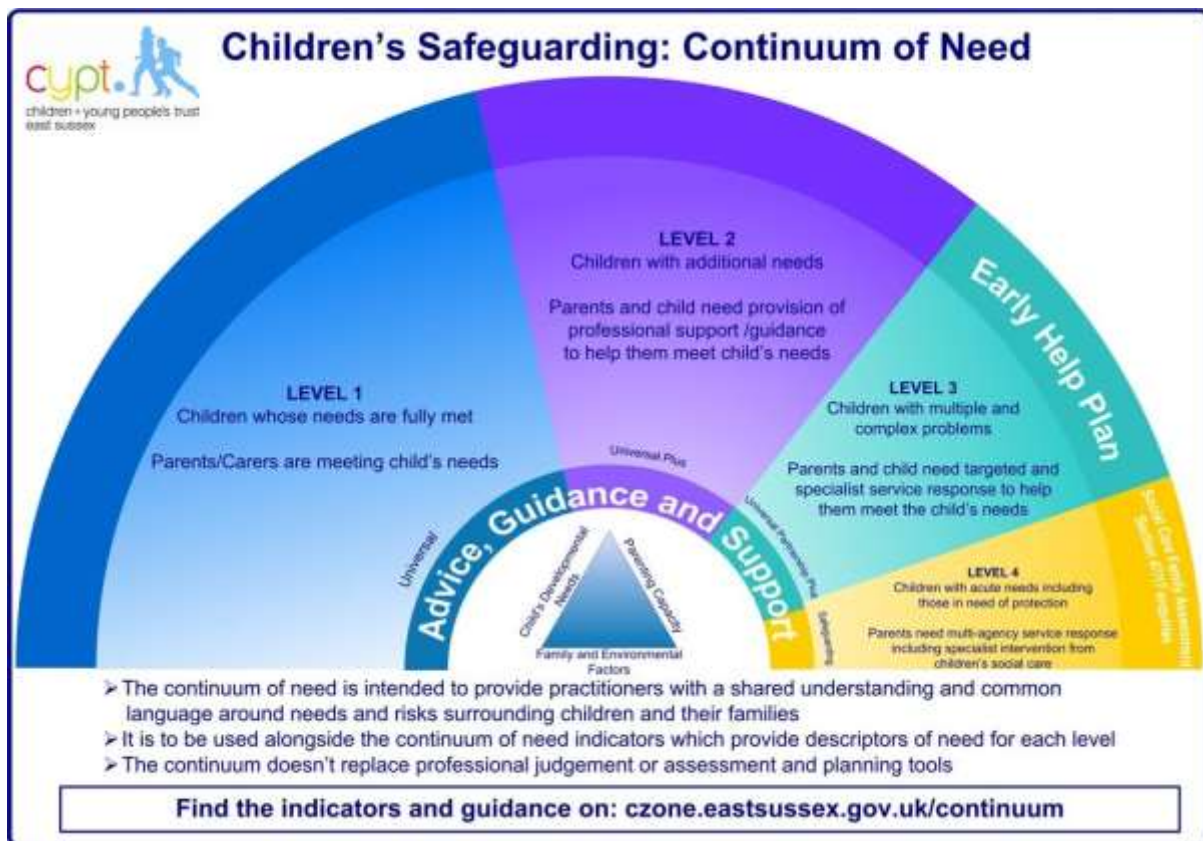 Children's Safeguarding: Continuum of Need
cypt.
children + young people's trust
east sussex
LEVEL 1
Children whose needs are fully met
Parents/Carers are meeting child's needs
LEVEL 2
Children with additional needs
Parents and child need provision of
professional support /guidance
to help them meet child's needs
LEVEL 3
Children with multiple and
complex problems
Parents and child need targeted and
specialist service response to help
them meet the child's needs
LEVEL 4
Children with acute needs including
those in need of protection
Parents need multi-agency service response
including specialist intervention from
children's social care
Early Help Plan
Social Care Family Assessment
Universal
Universal Plus
Universal Partnership Plus
Safeguarding
Advice, Guidance and Support
Child's Developmental
Needs
Parenting Capacity
Family and Environmental
Factors
➤ The continuum of need is intended to provide practitioners with a shared understanding and common
language around needs and risks surrounding children and their families
➤ It is to be used alongside the continuum of need indicators which provide descriptors of need for each level
➤ The continuum doesn't replace professional judgement or assessment and planning tools
Find the indicators and guidance on: czone.eastsussex.gov.uk/continuum